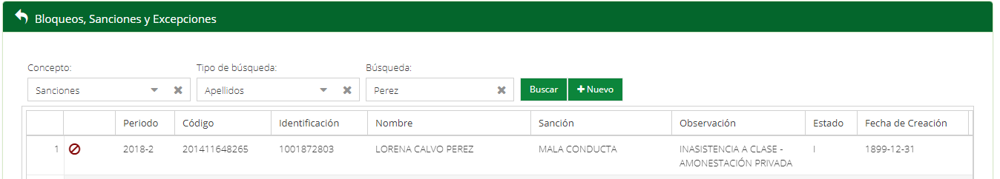 Bloqueos, Sanciones y Excepciones
Concepto: Tipo de búsqueda: Búsqueda:
Sanciones Apellidos Perez Buscar Nuevo
Periodo Código Identificación Nombre Sanción Observación Estado Fecha de Creación
1 2018-2 201411648265 1001872803 LORENA CALVO PEREZ MALA CONDUCTA INASISTENCIA A CLASE - I 1899-12-31
AMONESTACIÓN PRIVADA